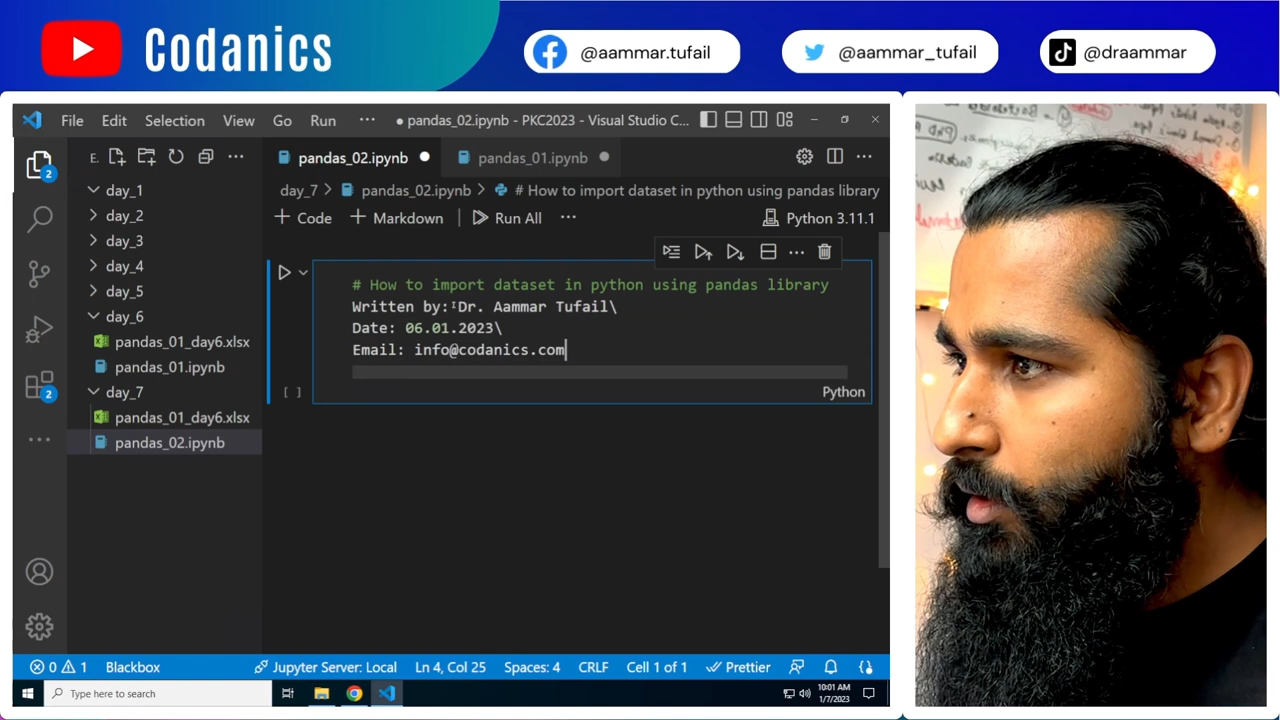 Codanics
@aammar.tufail
@aammar_tufail
@draammar
File Edit Selection View Go Run ··· ● pandas_02.ipynb - PKC2023 - Visual Studio C...
E. ···
pandas_02.ipynb ●
pandas_01.ipynb ●
day_7 > pandas_02.ipynb > # How to import dataset in python using pandas library
+ Code + Markdown Run All ··· Python 3.11.1
day_1
day_2
day_3
day_4
day_5
day_6
pandas_01_day6.xlsx
pandas_01.ipynb
day_7
pandas_01_day6.xlsx
pandas_02.ipynb
2
2
# How to import dataset in python using pandas library
Written by: Dr. Aammar Tufail\
Date: 06.01.2023\
Email: info@codanics.com
[ ]
Python
0 1 Blackbox Jupyter Server: Local Ln 4, Col 25 Spaces: 4 CRLF Cell 1 of 1 Prettier
Type here to search
10:01 AM
1/7/2023